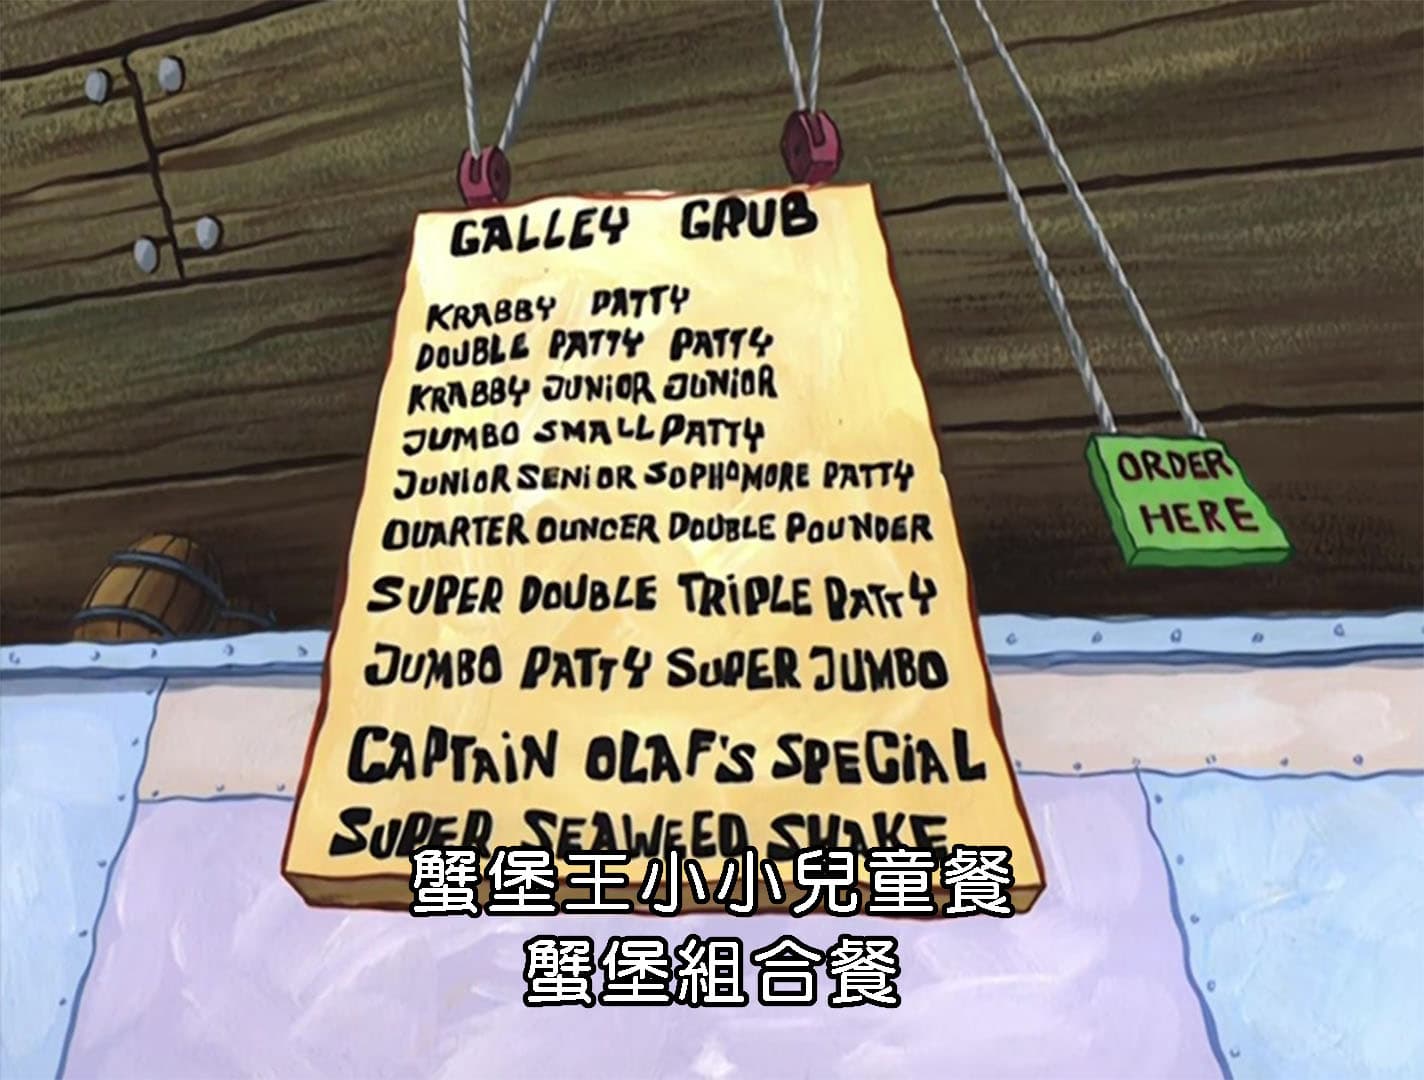 GALLEY GRUB
KRABBY PATTY
DOUBLE PATTY PATTY
KRABBY JUNIOR JUNIOR
JUMBO SMALL PATTY
JUNIOR SENIOR SOPHOMORE PATTY
QUARTER OUNCER DOUBLE POUNDER
SUPER DOUBLE TRIPLE PATTY
JUMBO PATTY SUPER JUMBO
CAPTAIN OLAF'S SPECIAL
SUPER SEAWEED SHAKE
ORDER
HERE
蟹堡王小小兒童餐
蟹堡組合餐